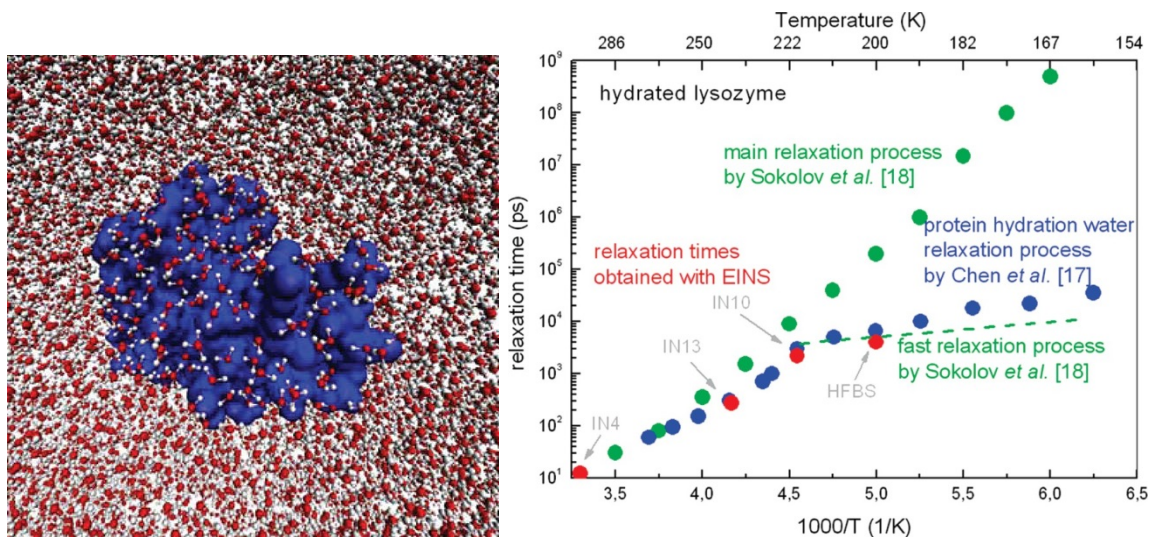 Temperature (K)
286 250 222 200 182 167 154
10⁹
10⁸
10⁷
10⁶
10⁵
10⁴
10³
10²
10¹
relaxation time (ps)
hydrated lysozyme
main relaxation process
by Sokolov et al. [18]
protein hydration water
relaxation process
by Chen et al. [17]
relaxation times
obtained with EINS
IN10
IN13
fast relaxation process
by Sokolov et al. [18]
HFBS
IN4
3,5 4,0 4,5 5,0 5,5 6,0 6,5
1000/T (1/K)